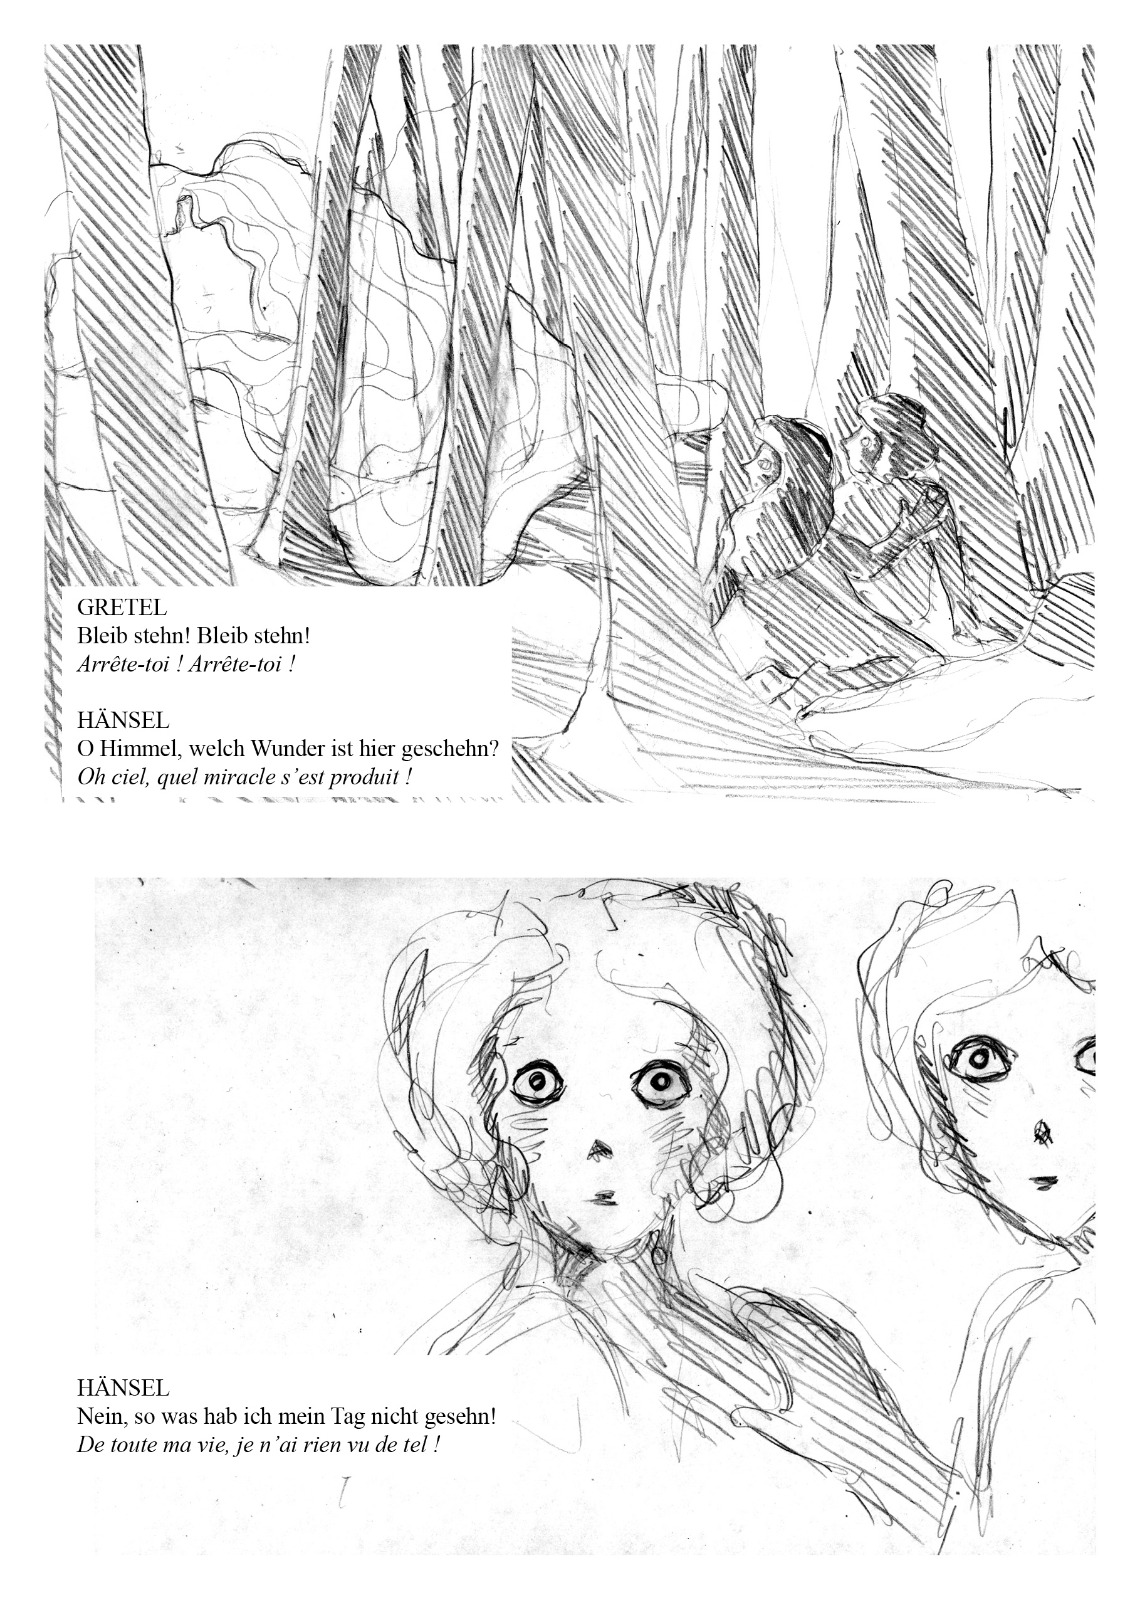 GRETEL
Bleib stehn! Bleib stehn!
Arrête-toi ! Arrête-toi !
HÄNSEL
O Himmel, welch Wunder ist hier geschehn?
Oh ciel, quel miracle s’est produit !
HÄNSEL
Nein, so was hab ich mein Tag nicht gesehn!
De toute ma vie, je n’ai rien vu de tel !